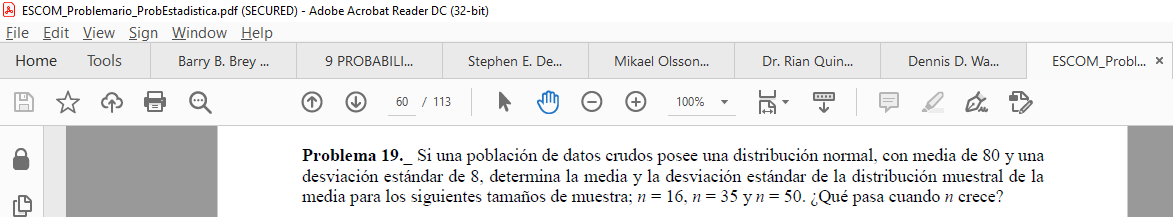 ESCOM_Problemario_ProbEstadistica.pdf (SECURED) - Adobe Acrobat Reader DC (32-bit)
File Edit View Sign Window Help
Home Tools Barry B. Brey ... 9 PROBABILI... Stephen E. De... Mikael Olsson... Dr. Rian Quin... Dennis D. Wa... ESCOM_Probl... ×
60 / 113 100%
Problema 19._ Si una población de datos crudos posee una distribución normal, con media de 80 y una
desviación estándar de 8, determina la media y la desviación estándar de la distribución muestral de la
media para los siguientes tamaños de muestra; n = 16, n = 35 y n = 50. ¿Qué pasa cuando n crece?